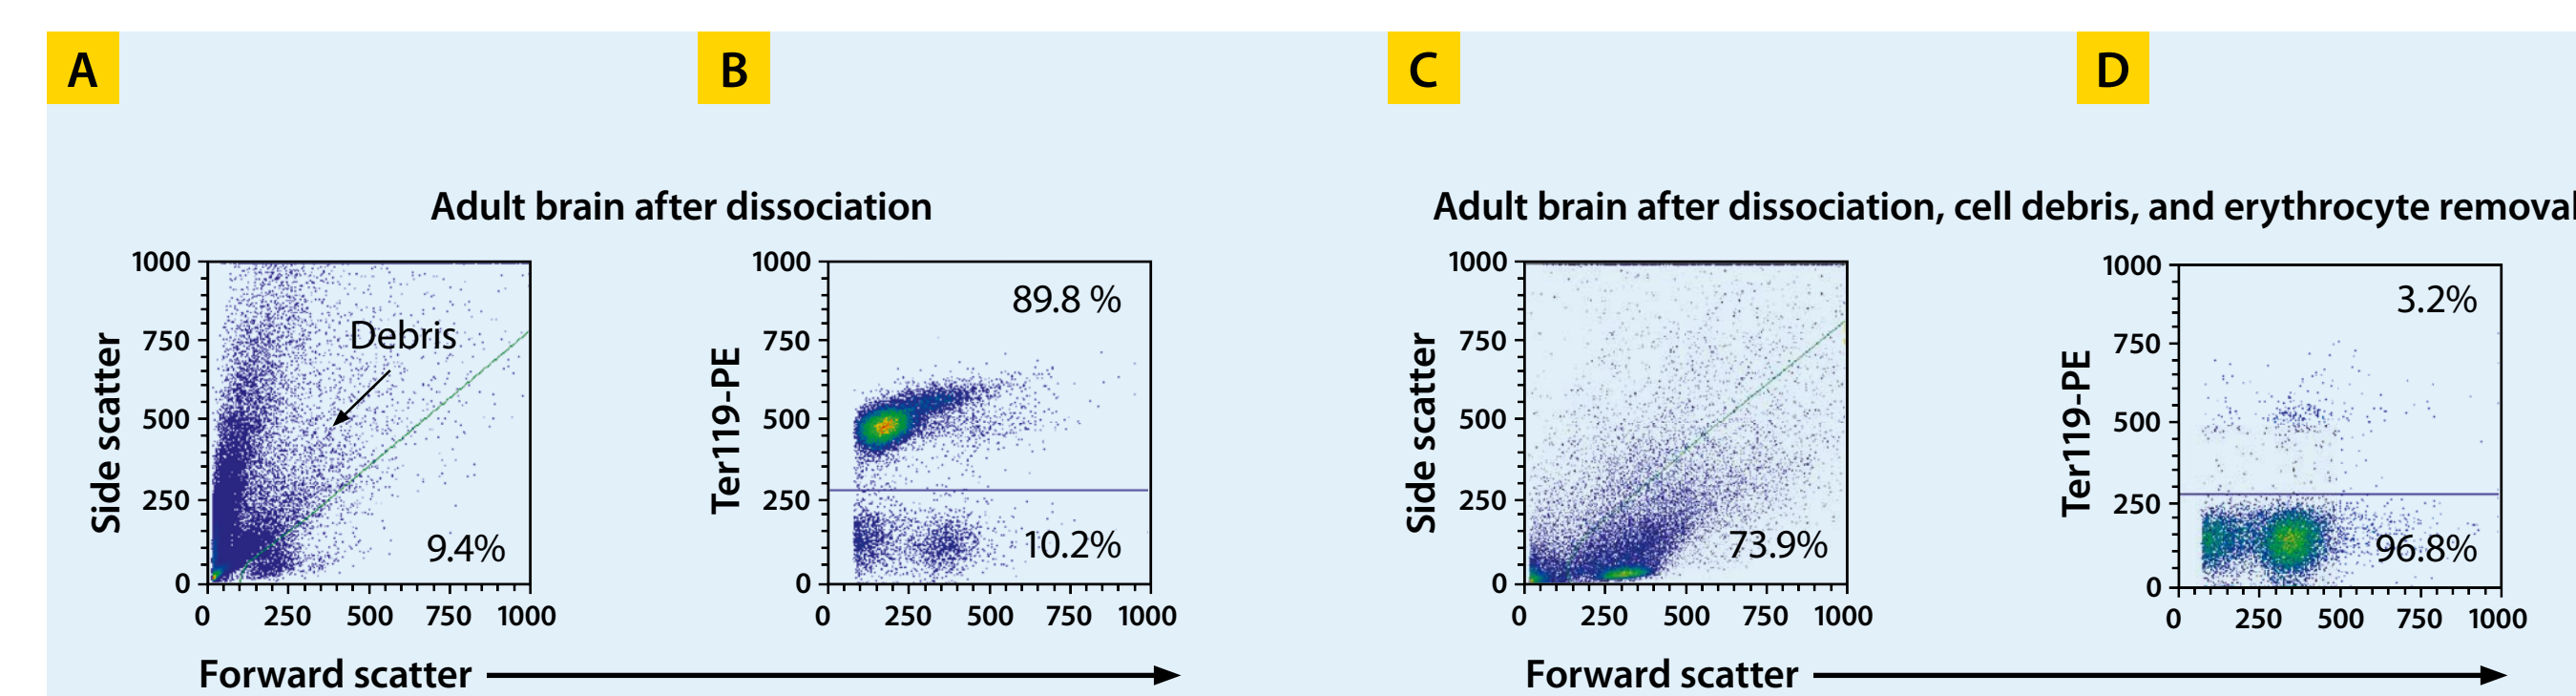 A
B
C
D
Adult brain after dissociation
Adult brain after dissociation, cell debris, and erythrocyte removal
Side scatter
1000
750
500
250
0
Debris
9.4%
0 250 500 750 1000
Ter119-PE
1000
750
500
250
0
89.8 %
10.2%
0 250 500 750 1000
Forward scatter
Side scatter
1000
750
500
250
0
73.9%
0 250 500 750 1000
Ter119-PE
1000
750
500
250
0
3.2%
96.8%
0 250 500 750 1000
Forward scatter